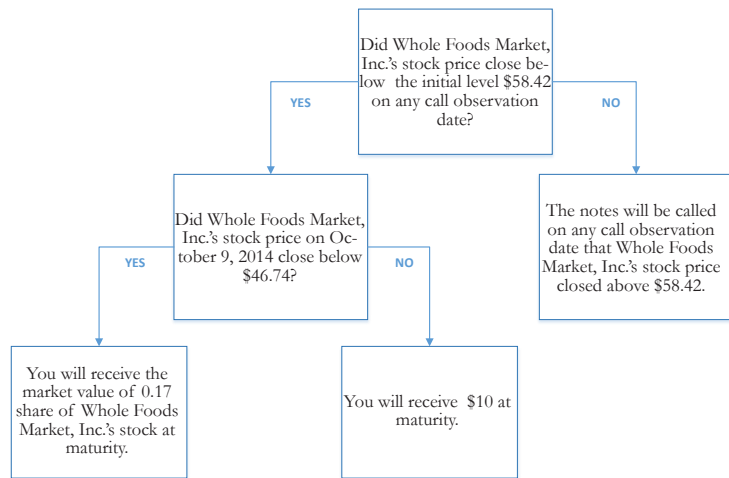 Did Whole Foods Market,
Inc.'s stock price close be-
low the initial level $58.42
on any call observation
date?
YES
NO
Did Whole Foods Market,
Inc.'s stock price on Oc-
tober 9, 2014 close below
$46.74?
The notes will be called
on any call observation
date that Whole Foods
Market, Inc.'s stock price
closed above $58.42.
YES
NO
You will receive the
market value of 0.17
share of Whole Foods
Market, Inc.'s stock at
maturity.
You will receive $10 at
maturity.